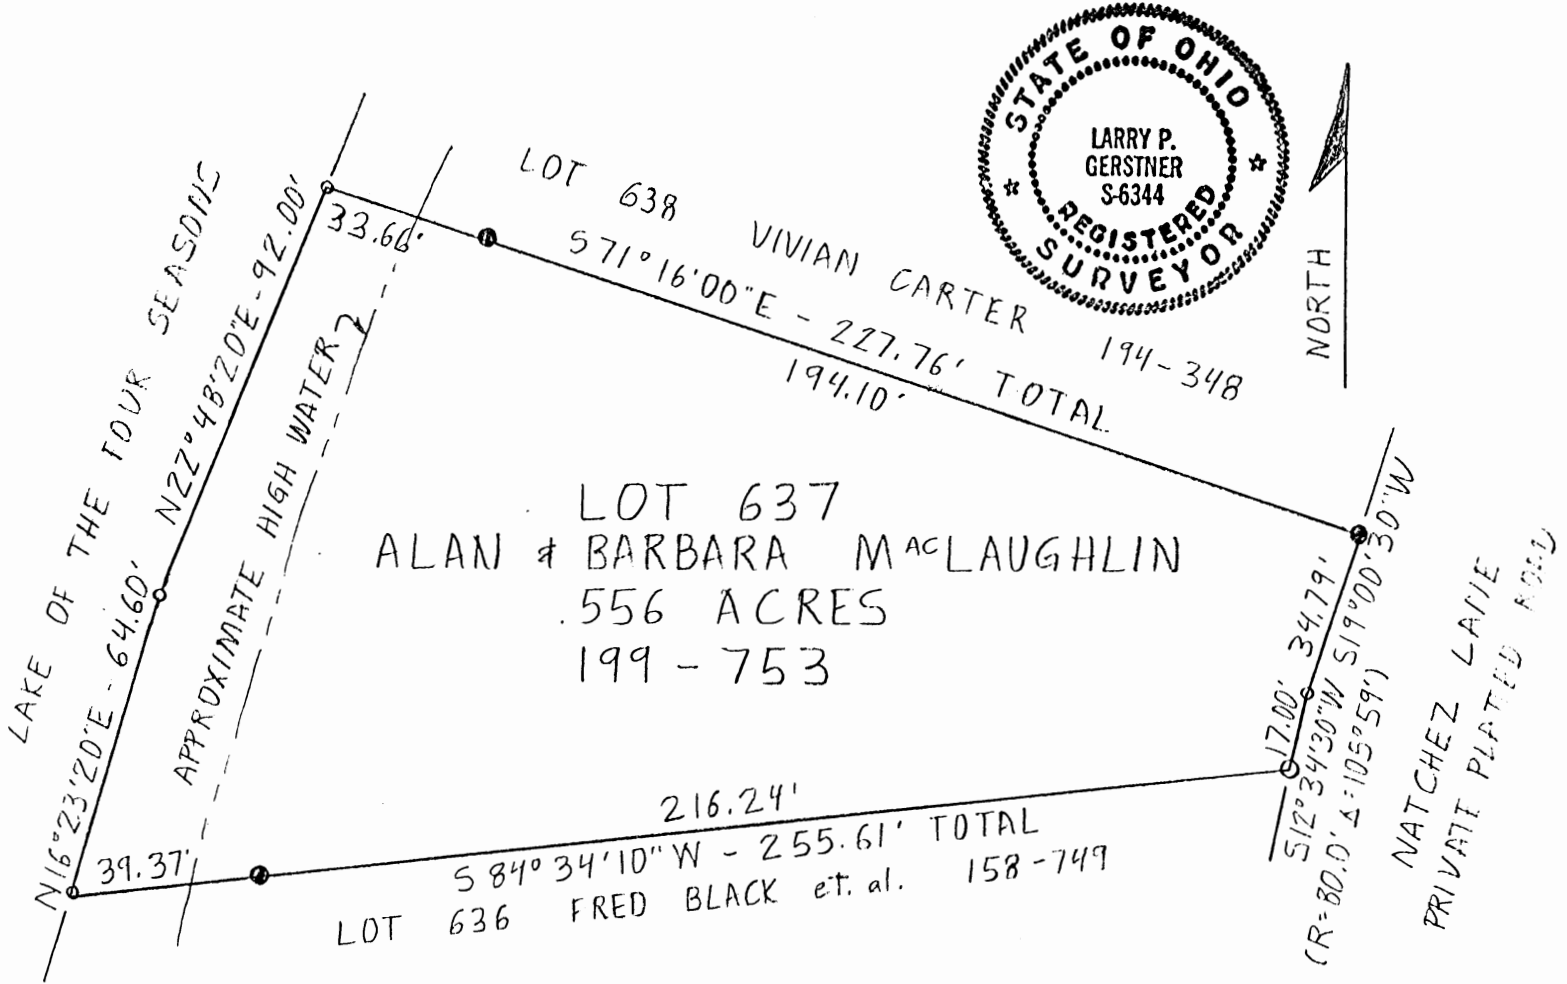 STATE OF OHIO
LARRY P.
GERSTNER
S-6344
REGISTERED
SURVEYOR
NORTH
LOT 638 VIVIAN CARTER 194-348
S 71°16'00"E - 227.76' TOTAL
33.66'
194.10'
LAKE OF THE FOUR SEASONS
N22°48'20"E-92.00'
N16°23'20"E - 64.60'
APPROXIMATE HIGH WATER
LOT 637
ALAN & BARBARA MACLAUGHLIN
.556 ACRES
199-753
34.79'
17.00'
S19°00'30"W
S12°34'30"W
(R=80.0' Δ=105°59')
NATCHEZ LANE
PRIVATE PLATTED ROAD
216.24'
39.37'
S 84°34'10"W - 255.61' TOTAL
LOT 636 FRED BLACK et. al. 158-749